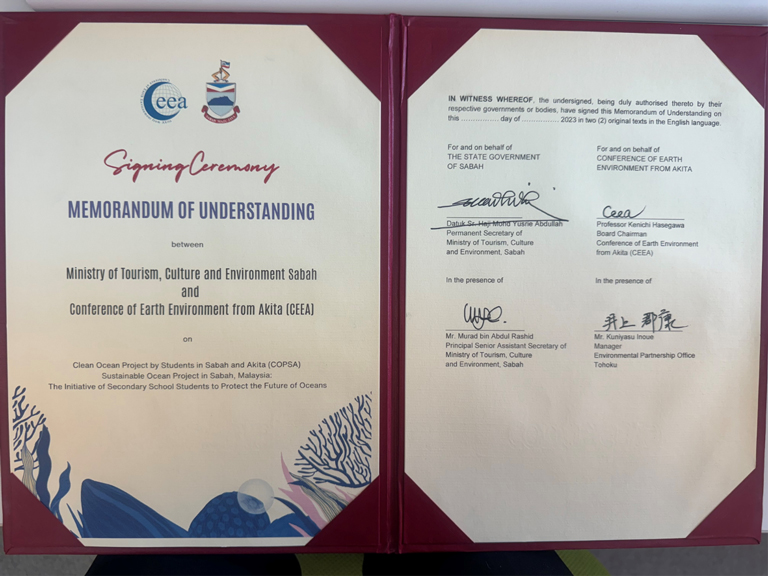 ceea
Signing Ceremony
MEMORANDUM OF UNDERSTANDING
between
Ministry of Tourism, Culture and Environment Sabah
and
Conference of Earth Environment from Akita (CEEA)
on
Clean Ocean Project by Students in Sabah and Akita (COPSA)
Sustainable Ocean Project in Sabah, Malaysia:
The Initiative of Secondary School Students to Protect the Future of Oceans
IN WITNESS WHEREOF, the undersigned, being duly authorised thereto by their
respective governments or bodies, have signed this Memorandum of Understanding on
this ................ day of ................ 2023 in two (2) original texts in the English language.
For and on behalf of
THE STATE GOVERNMENT
OF SABAH
Datuk Sr. Haji Mohd Yusrie Abdullah
Permanent Secretary of
Ministry of Tourism, Culture
and Environment, Sabah
In the presence of
Mr. Murad bin Abdul Rashid
Principal Senior Assistant Secretary of
Ministry of Tourism, Culture
and Environment, Sabah
For and on behalf of
CONFERENCE OF EARTH
ENVIRONMENT FROM AKITA
Ceea
Professor Kenichi Hasegawa
Board Chairman
Conference of Earth Environment
from Akita (CEEA)
In the presence of
井上 郡康
Mr. Kuniyasu Inoue
Manager
Environmental Partnership Office
Tohoku